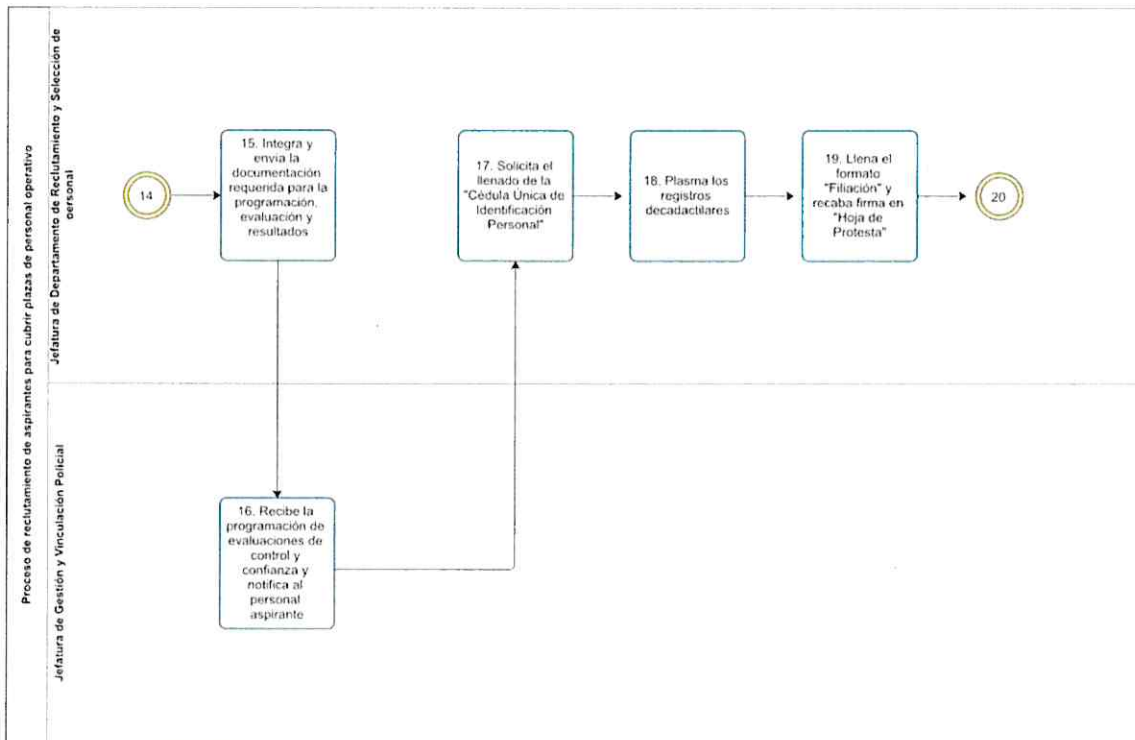 Proceso de reclutamiento de aspirantes para cubrir plazas de personal operativo
Jefatura de Departamento de Reclutamiento y Selección de
personal
14
15. Integra y
envia la
documentación
requerida para la
programación,
evaluación y
resultados
17. Solicita el
llenado de la
"Cédula Única de
Identificación
Personal"
18. Plasma los
registros
decadactilares
19. Llena el
formato
"Filiación" y
recaba firma en
"Hoja de
Protesta"
20
Jefatura de Gestión y Vinculación Policial
16. Recibe la
programación de
evaluaciones de
control y
confianza y
notifica al
personal
aspirante